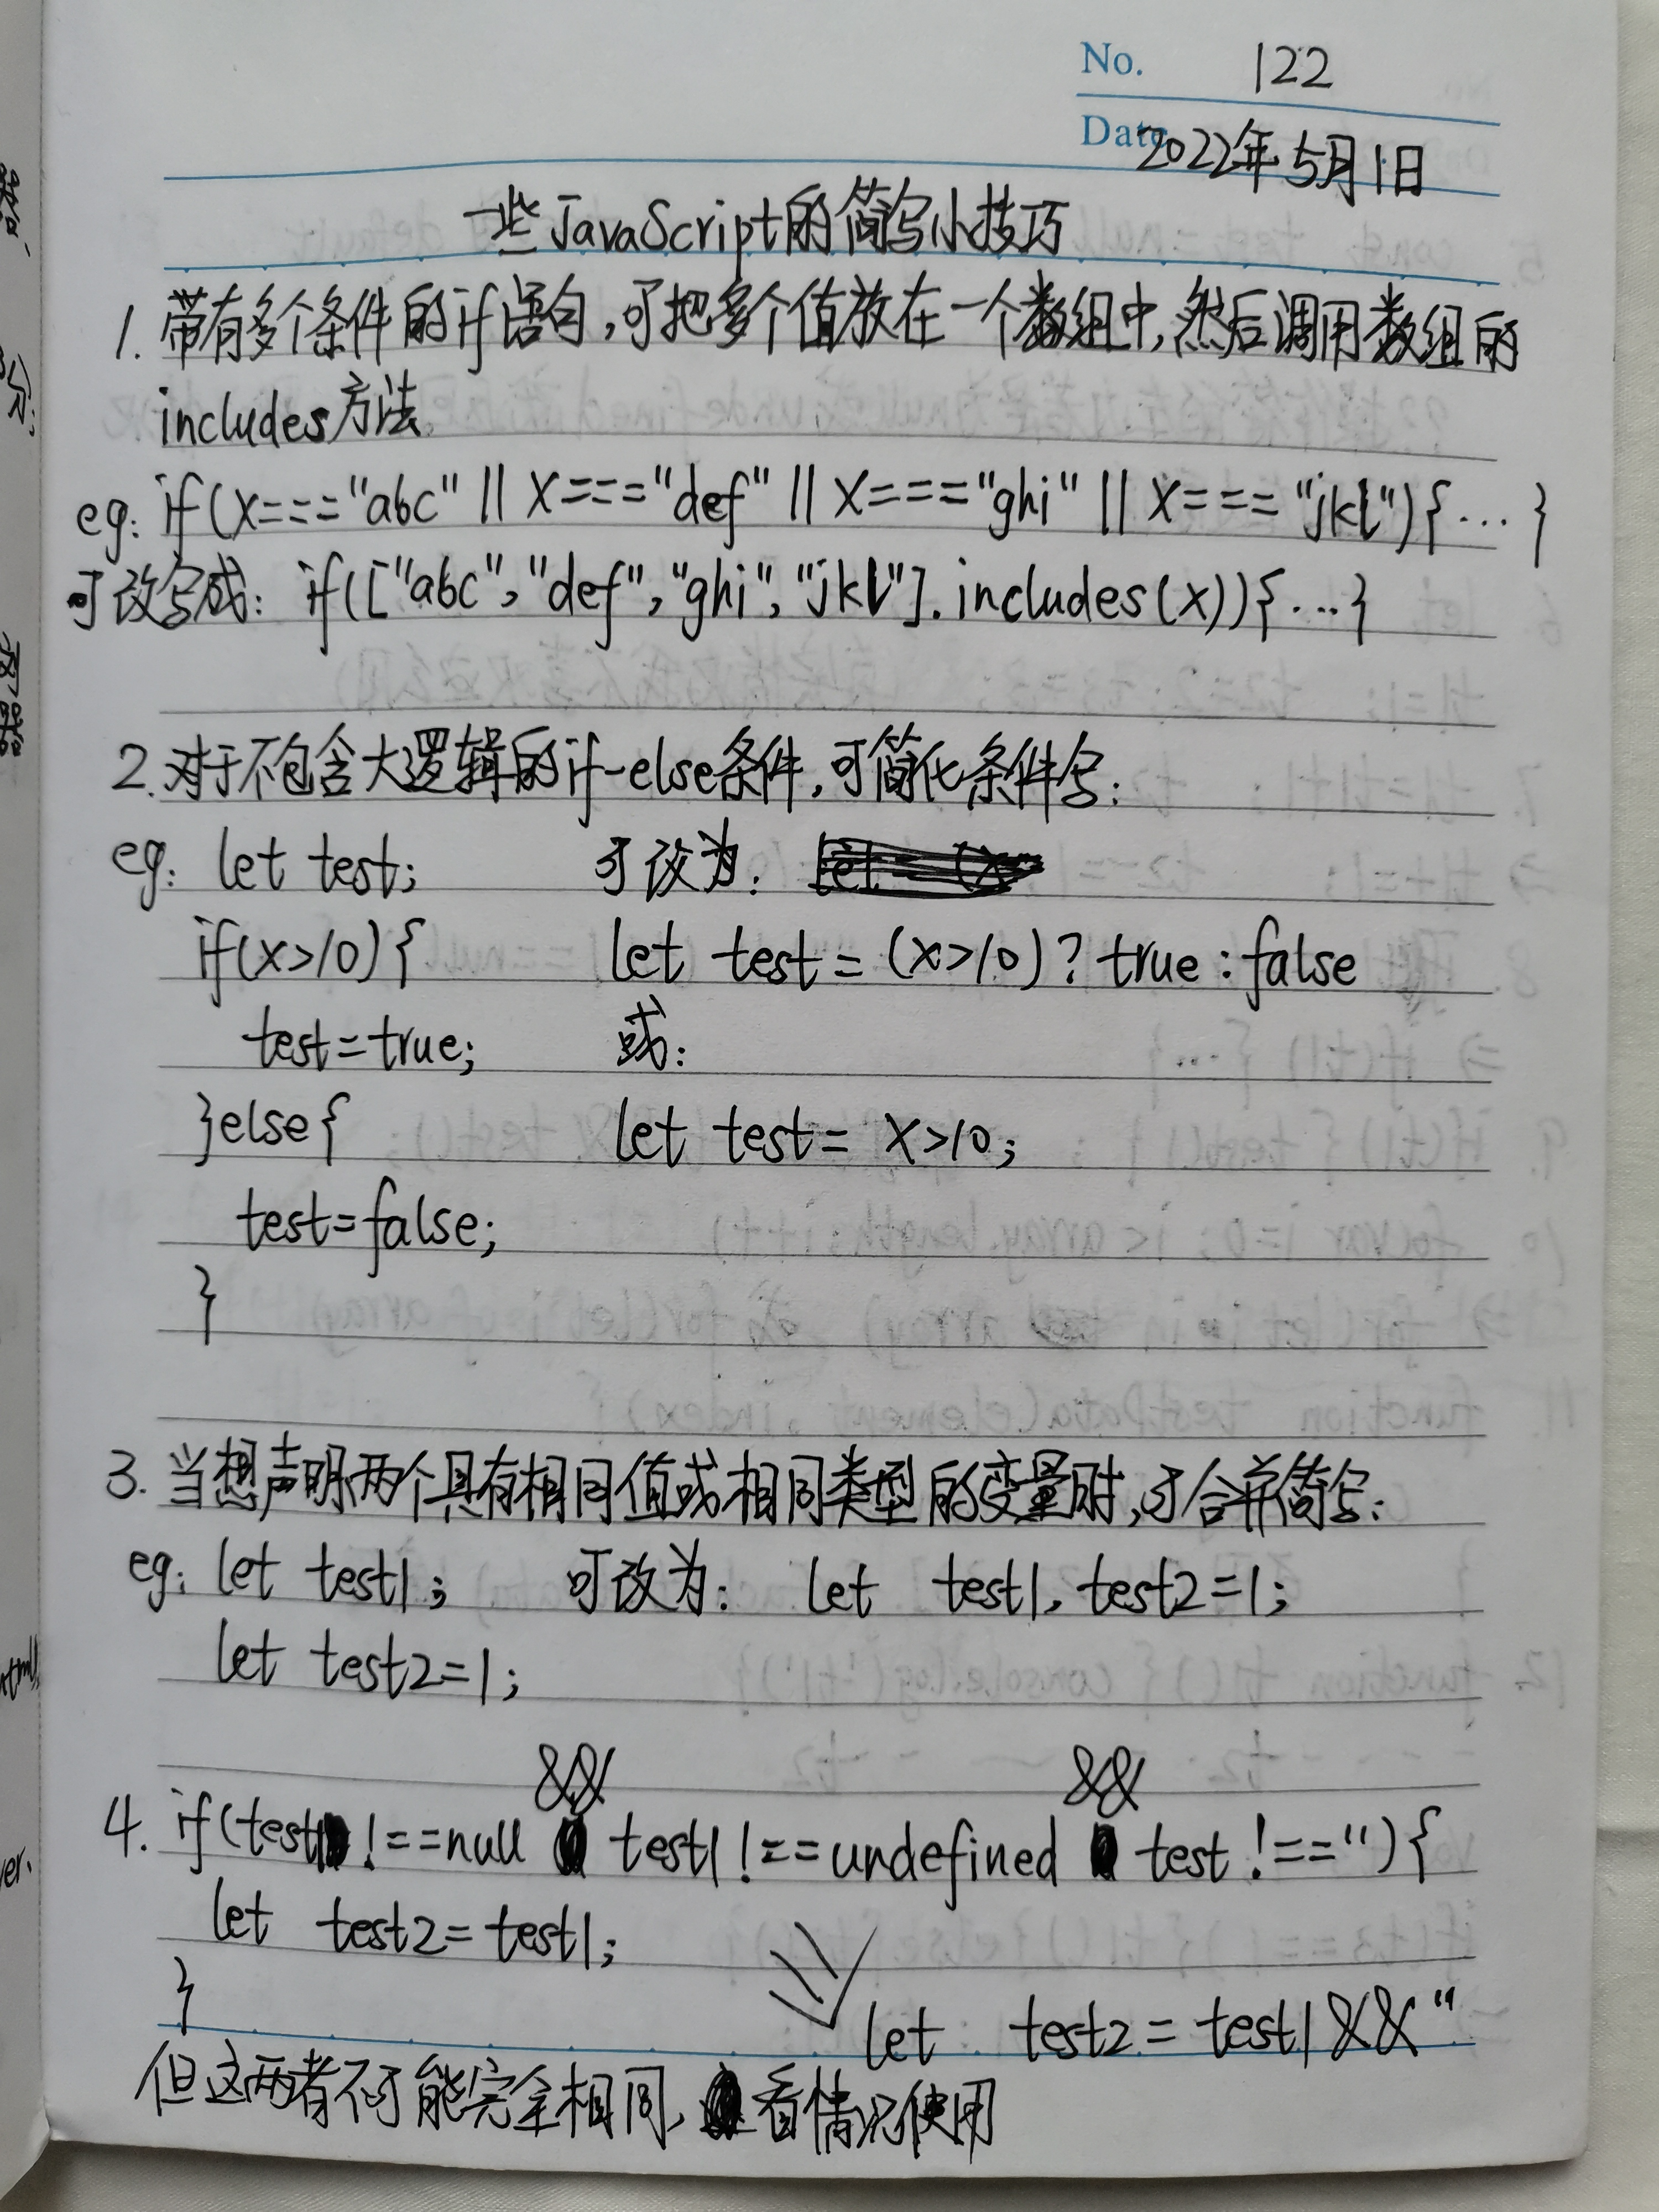 No. 122
Date 2022年5月1日
一些JavaScript的简写小技巧
1. 带有多个条件的if语句,可把多个值放在一个数组中,然后调用数组的
includes方法
eg: if(x==="abc" || x==="def" || x==="ghi" || x==="jkl"){...}
可改写成: if(["abc","def","ghi","jkl"].includes(x)){...}
2. 对于不包含大逻辑的if-else条件,可简化条件写:
eg: let test; 可改为:
if(x>10){ let test = (x>10)? true : false
test=true; 或:
}else{ let test = x>10;
test=false;
}
3. 当想声明两个具有相同值或相同类型的变量时,可合并简写:
eg: let test1; 可改为: let test1, test2=1;
let test2=1;
4. if(test1 !==null && test1 !==undefined && test !==''){
let test2=test1;
}
let test2 = test1 && ''
但这两者不可能完全相同, 看情况使用